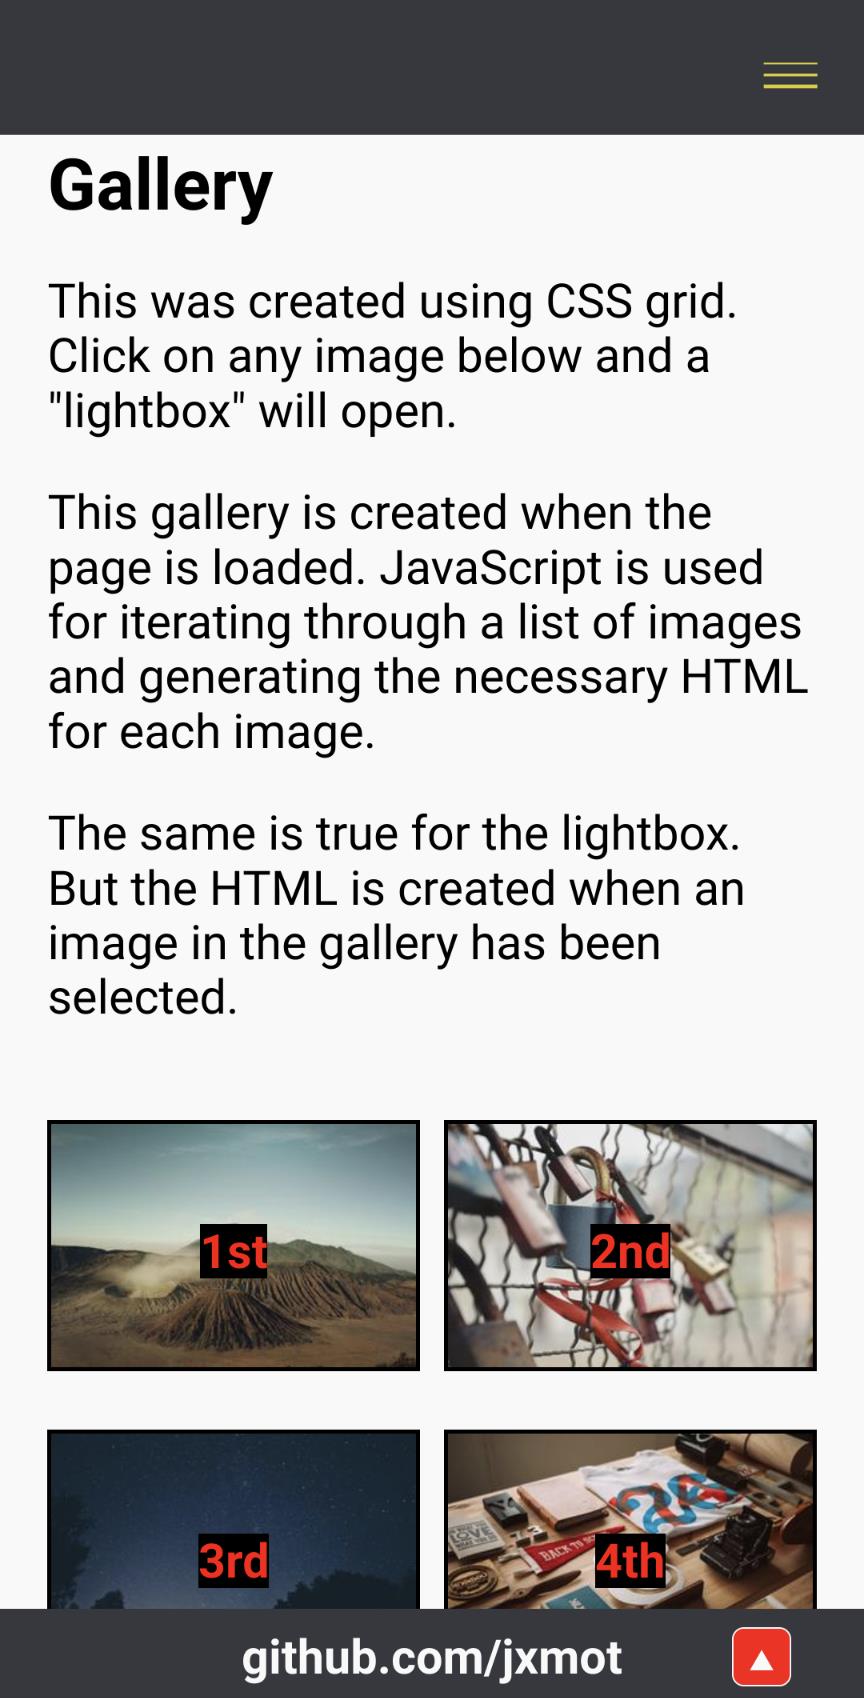 Gallery
This was created using CSS grid.
Click on any image below and a
"lightbox" will open.
This gallery is created when the
page is loaded. JavaScript is used
for iterating through a list of images
and generating the necessary HTML
for each image.
The same is true for the lightbox.
But the HTML is created when an
image in the gallery has been
selected.
1st
2nd
3rd
4th
BACK TO
github.com/jxmot